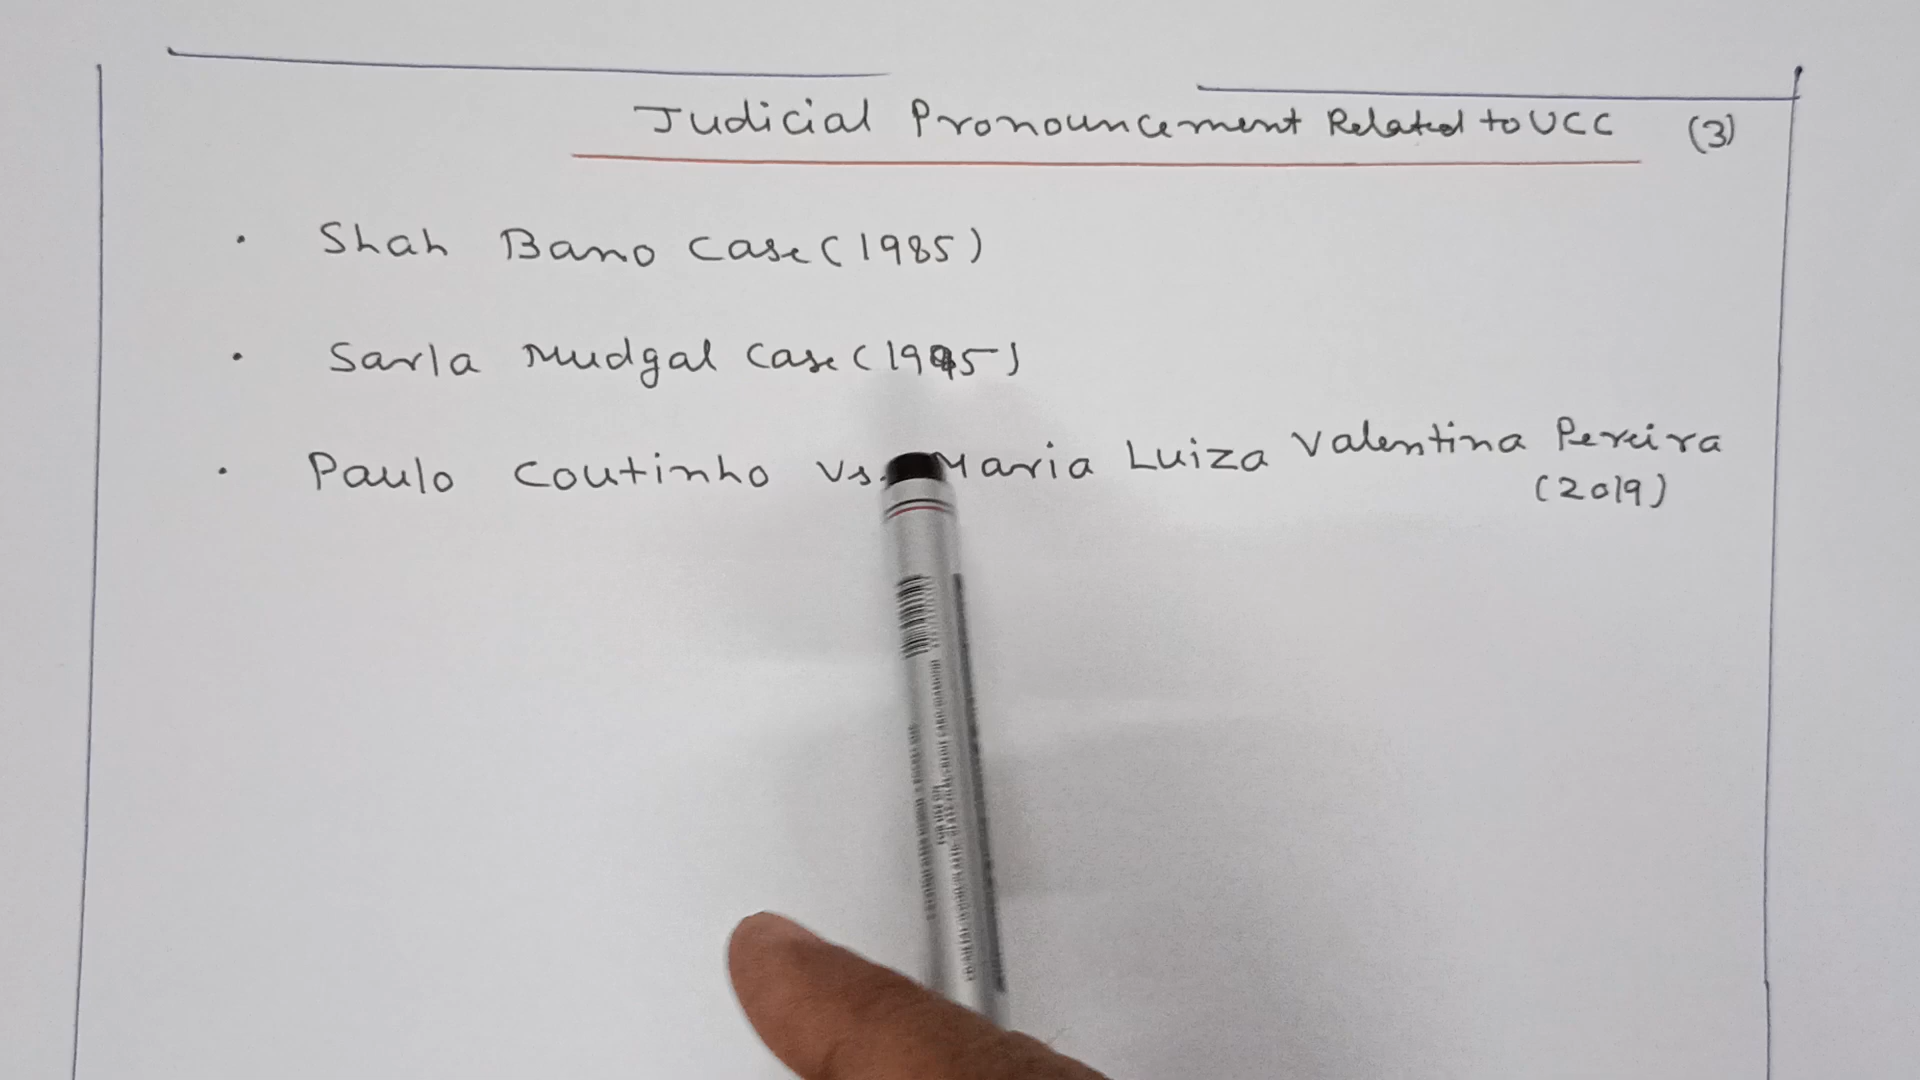 Judicial Pronouncement Related to UCC (3)
• Shah Bano Case (1985)
• Sarla Mudgal Case (1995)
• Paulo Coutinho Vs. Maria Luiza Valentina Pereira
(2019)